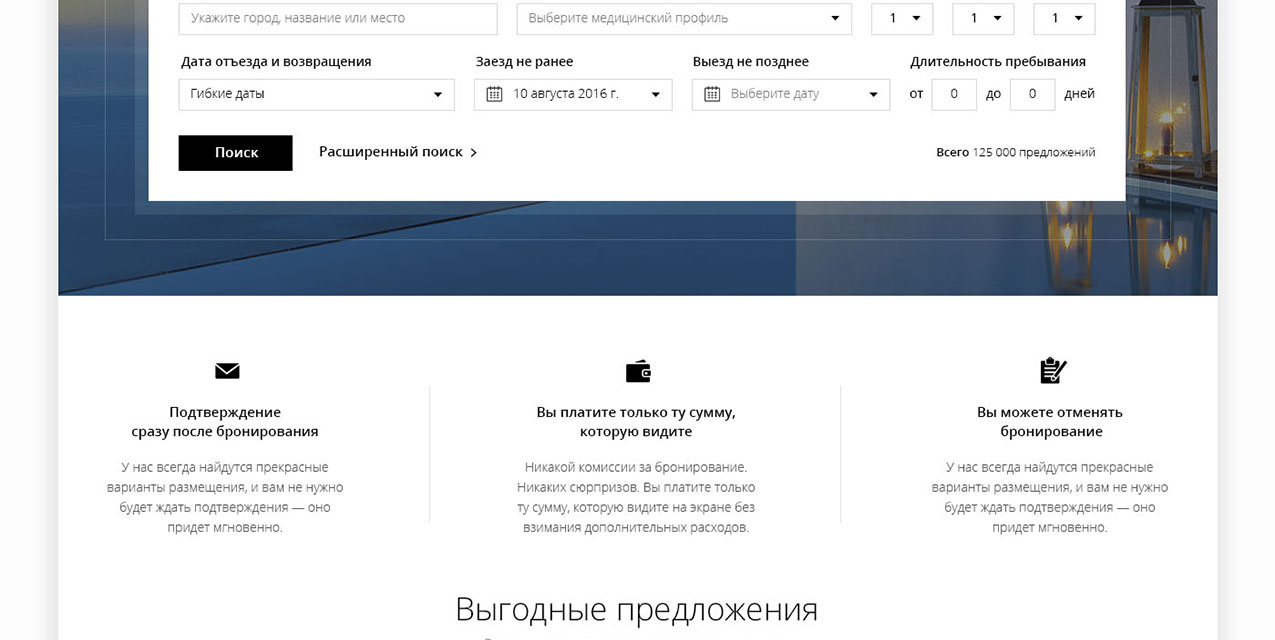 Укажите город, название или место Выберите медицинский профиль 1 1 1
Дата отъезда и возвращения Заезд не ранее Выезд не позднее Длительность пребывания
Гибкие даты 10 августа 2016 г. Выберите дату от 0 до 0 дней
Поиск Расширенный поиск Всего 125 000 предложений
Подтверждение
сразу после бронирования
У нас всегда найдутся прекрасные
варианты размещения, и вам не нужно
будет ждать подтверждения — оно
придет мгновенно.
Вы платите только ту сумму,
которую видите
Никакой комиссии за бронирование.
Никаких сюрпризов. Вы платите только
ту сумму, которую видите на экране без
взимания дополнительных расходов.
Вы можете отменять
бронирование
У нас всегда найдутся прекрасные
варианты размещения, и вам не нужно
будет ждать подтверждения — оно
придет мгновенно.
Выгодные предложения